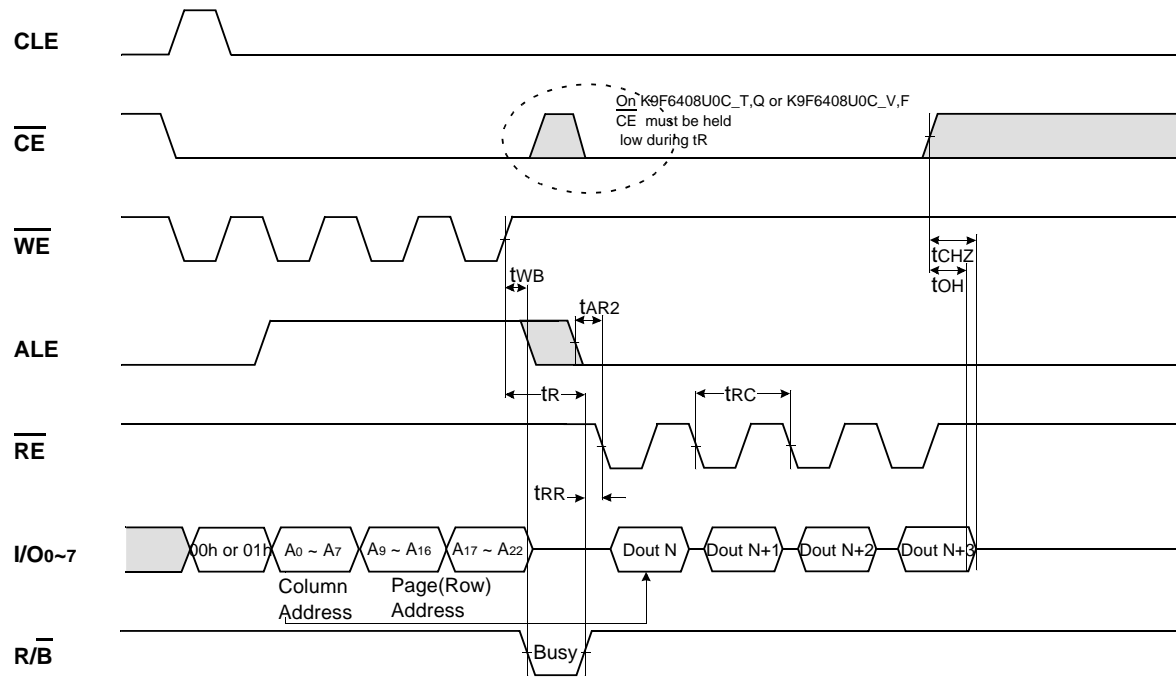 CLE
On K9F6408U0C_T,Q or K9F6408U0C_V,F
CE must be held
low during tR
CE
WE
tCHZ
tOH
tWB
tAR2
ALE
tR
tRC
RE
tRR
I/O0~7
00h or 01h
A0 ~ A7
A9 ~ A16
A17 ~ A22
Dout N
Dout N+1
Dout N+2
Dout N+3
Column
Address
Page(Row)
Address
R/B
Busy